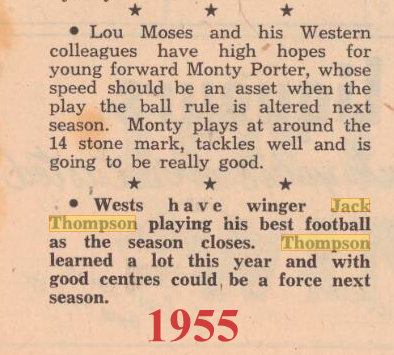 • Lou Moses and his Western
colleagues have high hopes for
young forward Monty Porter, whose
speed should be an asset when the
play the ball rule is altered next
season. Monty plays at around the
14 stone mark, tackles well and is
going to be really good.
★ ★ ★
• Wests have winger Jack
Thompson playing his best football
as the season closes. Thompson
learned a lot this year and with
good centres could be a force next
season.
1955